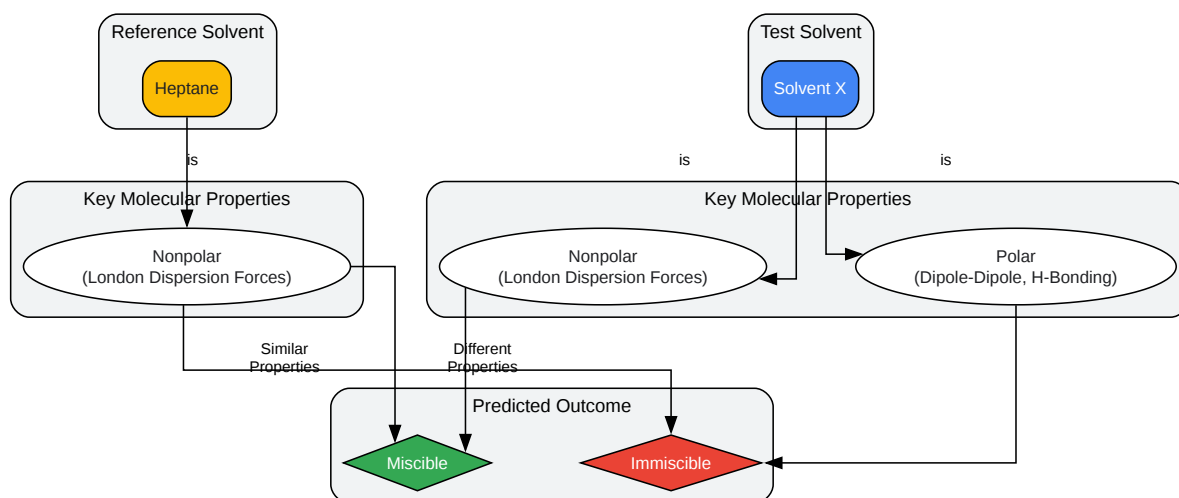 Reference Solvent
Test Solvent
Heptane
Solvent X
is
is
is
Key Molecular Properties
Key Molecular Properties
Nonpolar
(London Dispersion Forces)
Nonpolar
(London Dispersion Forces)
Polar
(Dipole-Dipole, H-Bonding)
Similar
Properties
Different
Properties
Predicted Outcome
Miscible
Immiscible